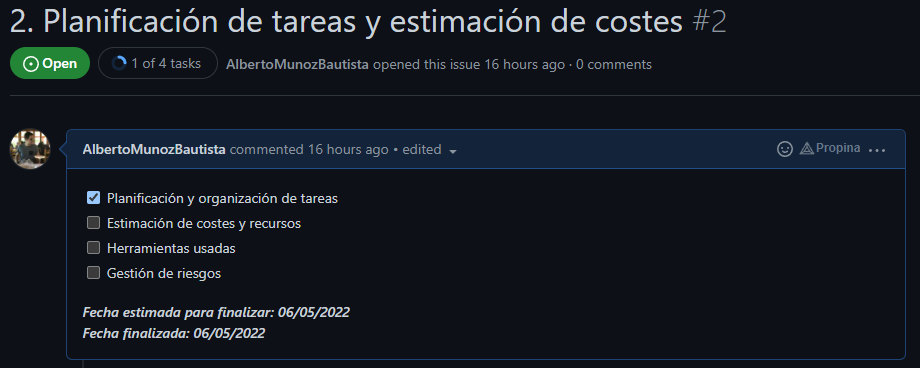 2. Planificación de tareas y estimación de costes #2
Open 1 of 4 tasks AlbertoMunozBautista opened this issue 16 hours ago · 0 comments
AlbertoMunozBautista commented 16 hours ago • edited Propina
Planificación y organización de tareas
Estimación de costes y recursos
Herramientas usadas
Gestión de riesgos
Fecha estimada para finalizar: 06/05/2022
Fecha finalizada: 06/05/2022